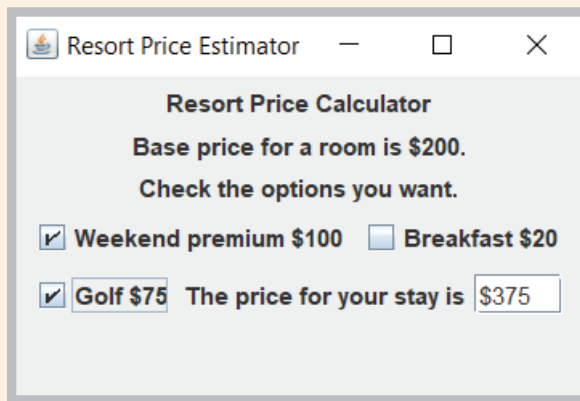 Resort Price Estimator
Resort Price Calculator
Base price for a room is $200.
Check the options you want.
Weekend premium $100 Breakfast $20
Golf $75 The price for your stay is $375